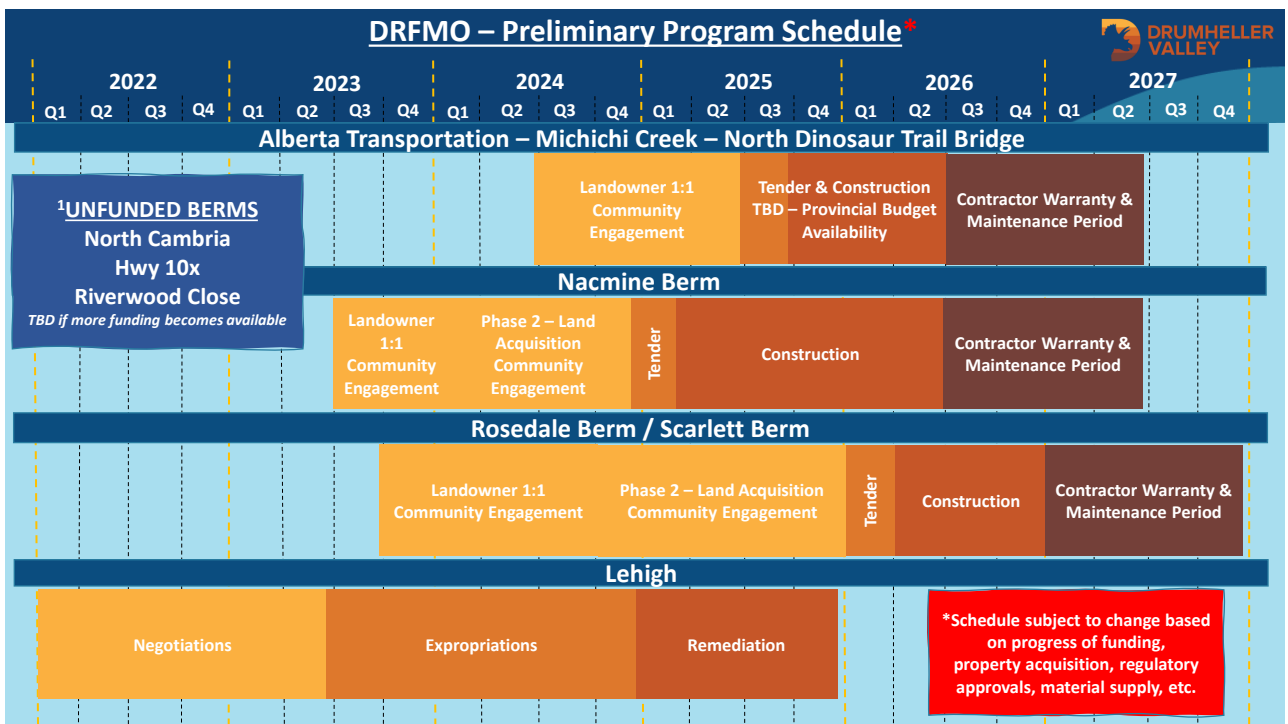 DRFMO – Preliminary Program Schedule*
DRUMHELLER
VALLEY
2022 2023 2024 2025 2026 2027
Q1 Q2 Q3 Q4 Q1 Q2 Q3 Q4 Q1 Q2 Q3 Q4 Q1 Q2 Q3 Q4 Q1 Q2 Q3 Q4 Q1 Q2 Q3 Q4
Alberta Transportation – Michichi Creek – North Dinosaur Trail Bridge
Landowner 1:1
Community
Engagement
Tender & Construction
TBD – Provincial Budget
Availability
Contractor Warranty &
Maintenance Period
¹UNFUNDED BERMS
North Cambria
Hwy 10x
Riverwood Close
TBD if more funding becomes available
Nacmine Berm
Landowner
1:1
Community
Engagement
Phase 2 – Land
Acquisition
Community
Engagement
Tender
Construction
Contractor Warranty &
Maintenance Period
Rosedale Berm / Scarlett Berm
Landowner 1:1
Community Engagement
Phase 2 – Land Acquisition
Community Engagement
Tender
Construction
Contractor Warranty &
Maintenance Period
Lehigh
Negotiations
Expropriations
Remediation
*Schedule subject to change based
on progress of funding,
property acquisition, regulatory
approvals, material supply, etc.